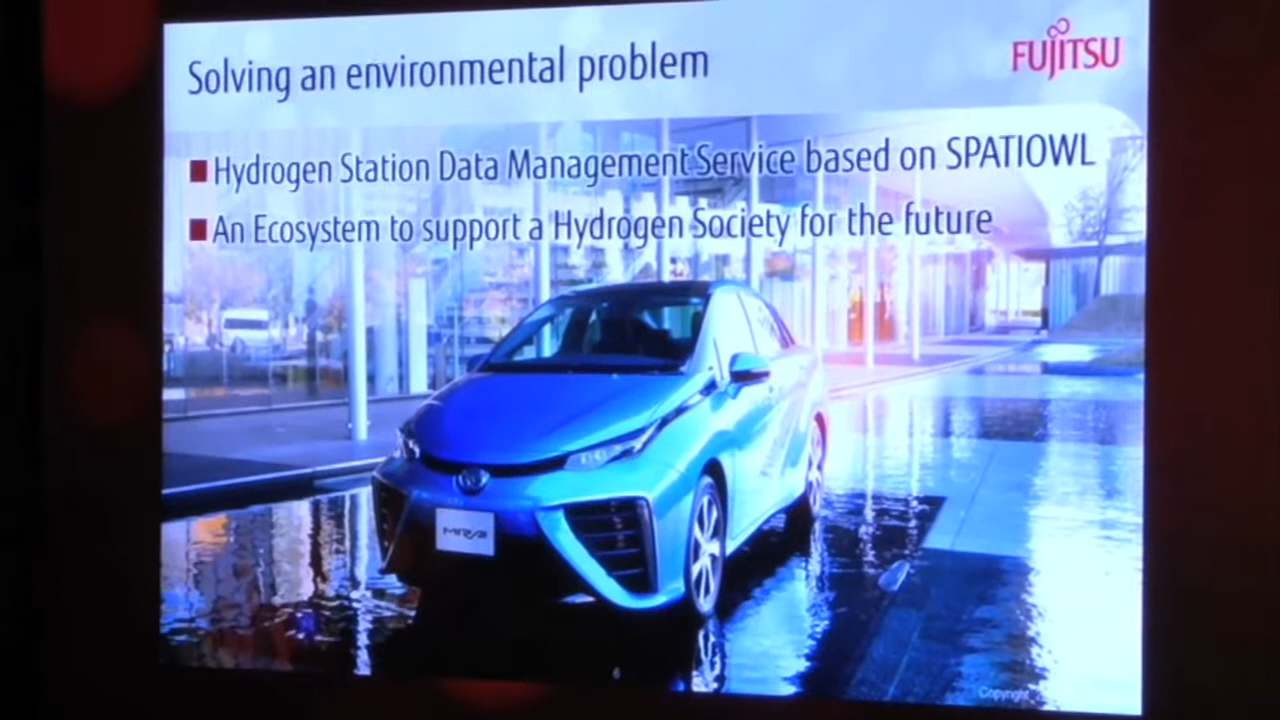 Solving an environmental problem
FUJITSU
Hydrogen Station Data Management Service based on SPATIOWL
An Ecosystem to support a Hydrogen Society for the future
MIRAI
Copyright